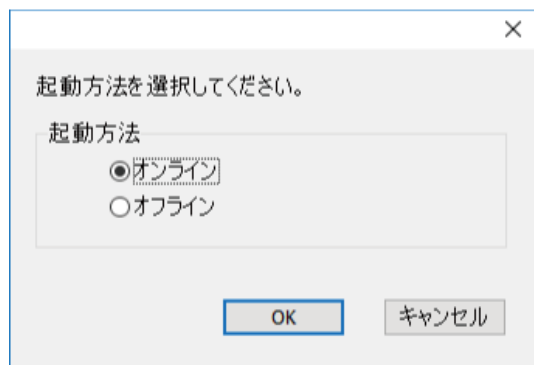 起動方法を選択してください。
起動方法
オンライン
オフライン
OK
キャンセル